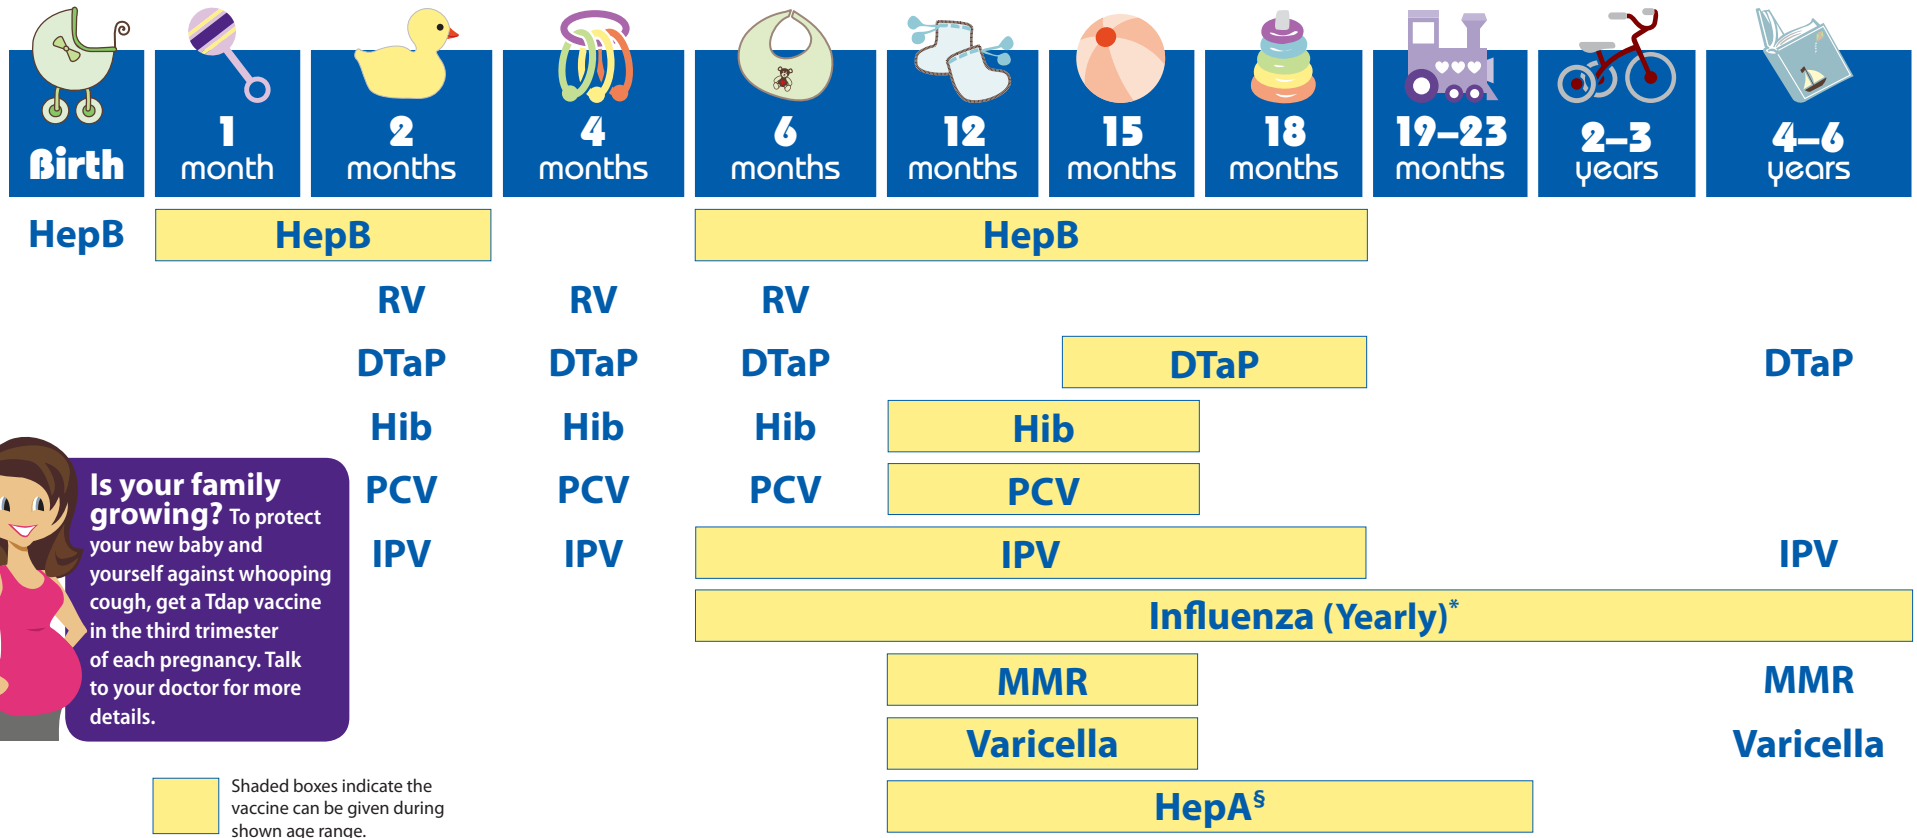 Birth
1
month
2
months
4
months
6
months
12
months
15
months
18
months
19–23
months
2–3
years
4–6
years
HepB HepB HepB
RV RV RV
DTaP DTaP DTaP DTaP DTaP
Hib Hib Hib Hib
PCV PCV PCV PCV
IPV IPV IPV IPV
Influenza (Yearly)*
MMR MMR
Varicella Varicella
HepA§
Is your family
growing? To protect
your new baby and
yourself against whooping
cough, get a Tdap vaccine
in the third trimester
of each pregnancy. Talk
to your doctor for more
details.
Shaded boxes indicate the
vaccine can be given during
shown age range.